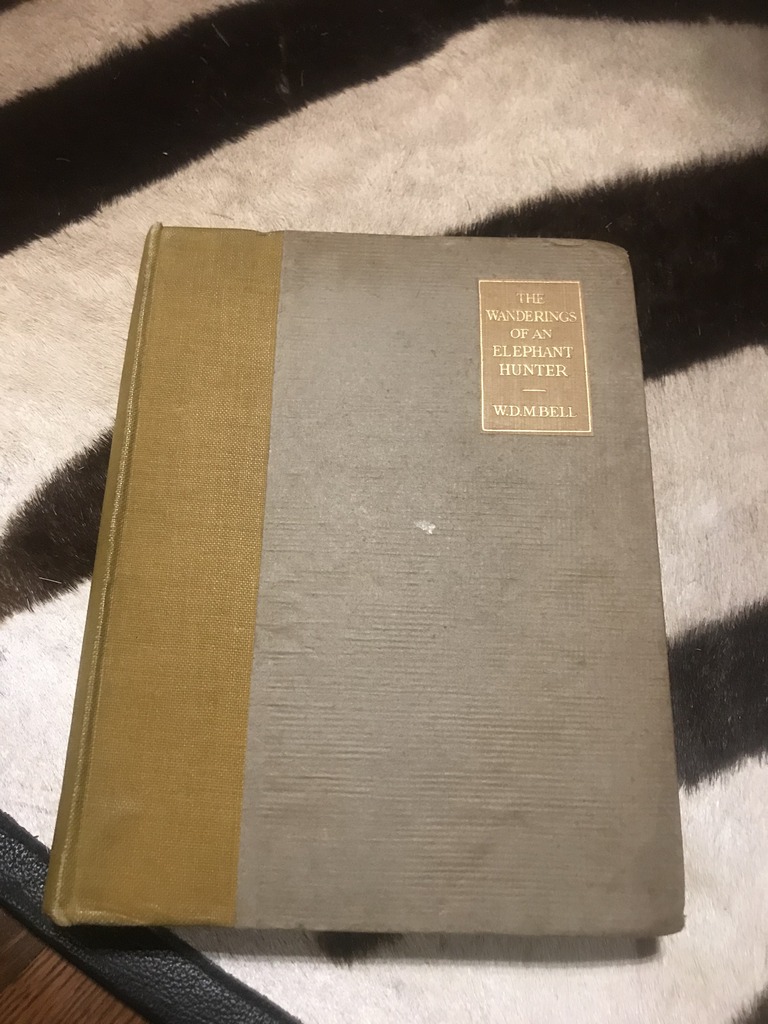 THE
WANDERINGS
OF AN
ELEPHANT
HUNTER
W.D.M.BELL